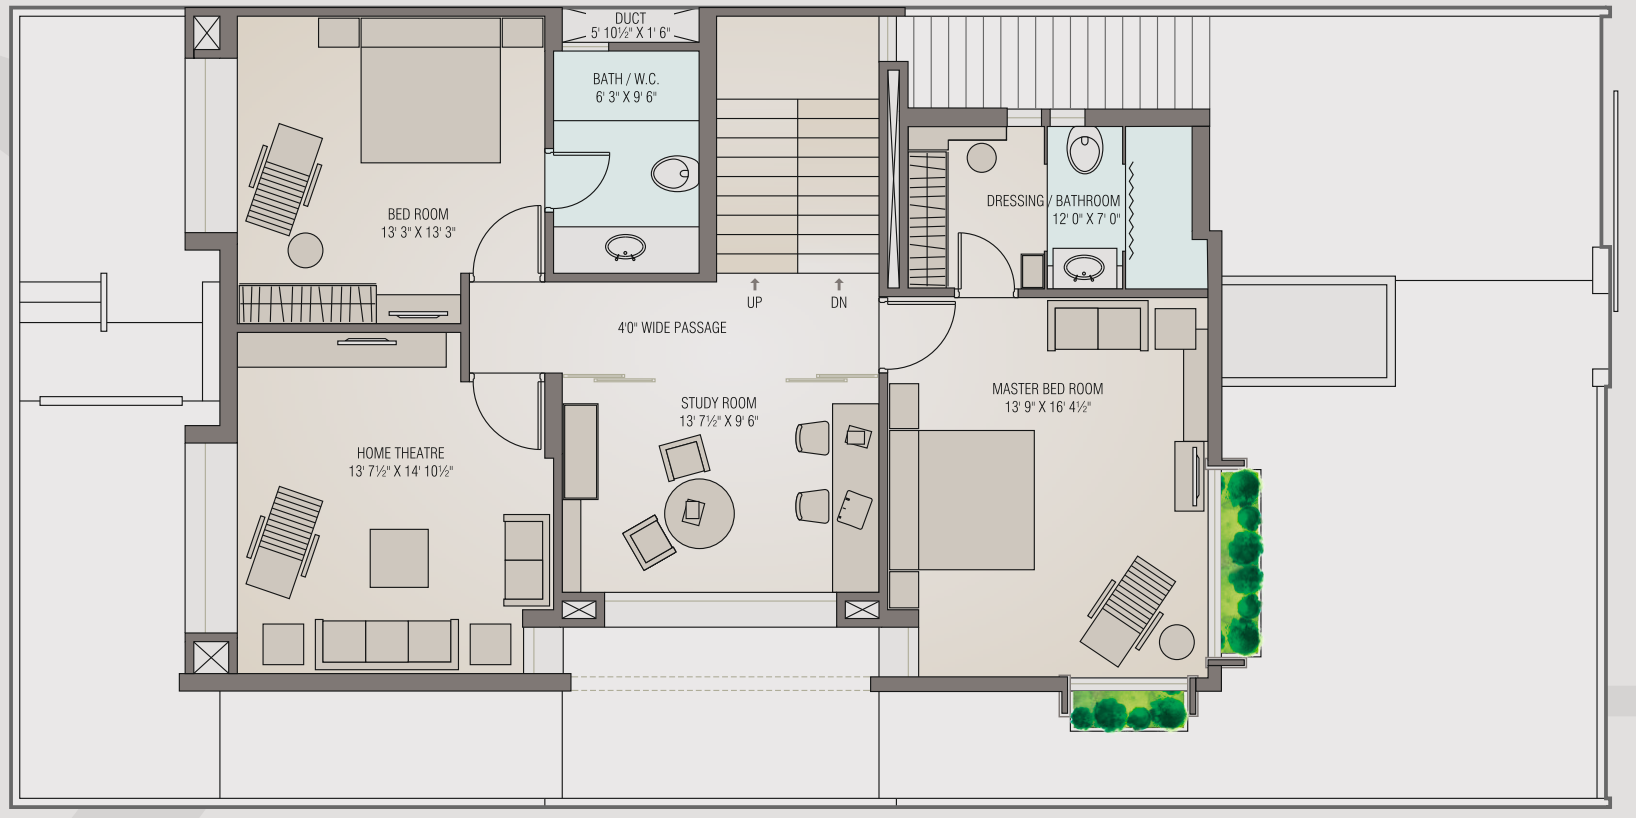 DUCT
5' 10½" X 1' 6"
BATH / W.C.
6' 3" X 9' 6"
BED ROOM
13' 3" X 13' 3"
DRESSING / BATHROOM
12' 0" X 7' 0"
UP
DN
4'0" WIDE PASSAGE
MASTER BED ROOM
13' 9" X 16' 4½"
STUDY ROOM
13' 7½" X 9' 6"
HOME THEATRE
13' 7½" X 14' 10½"